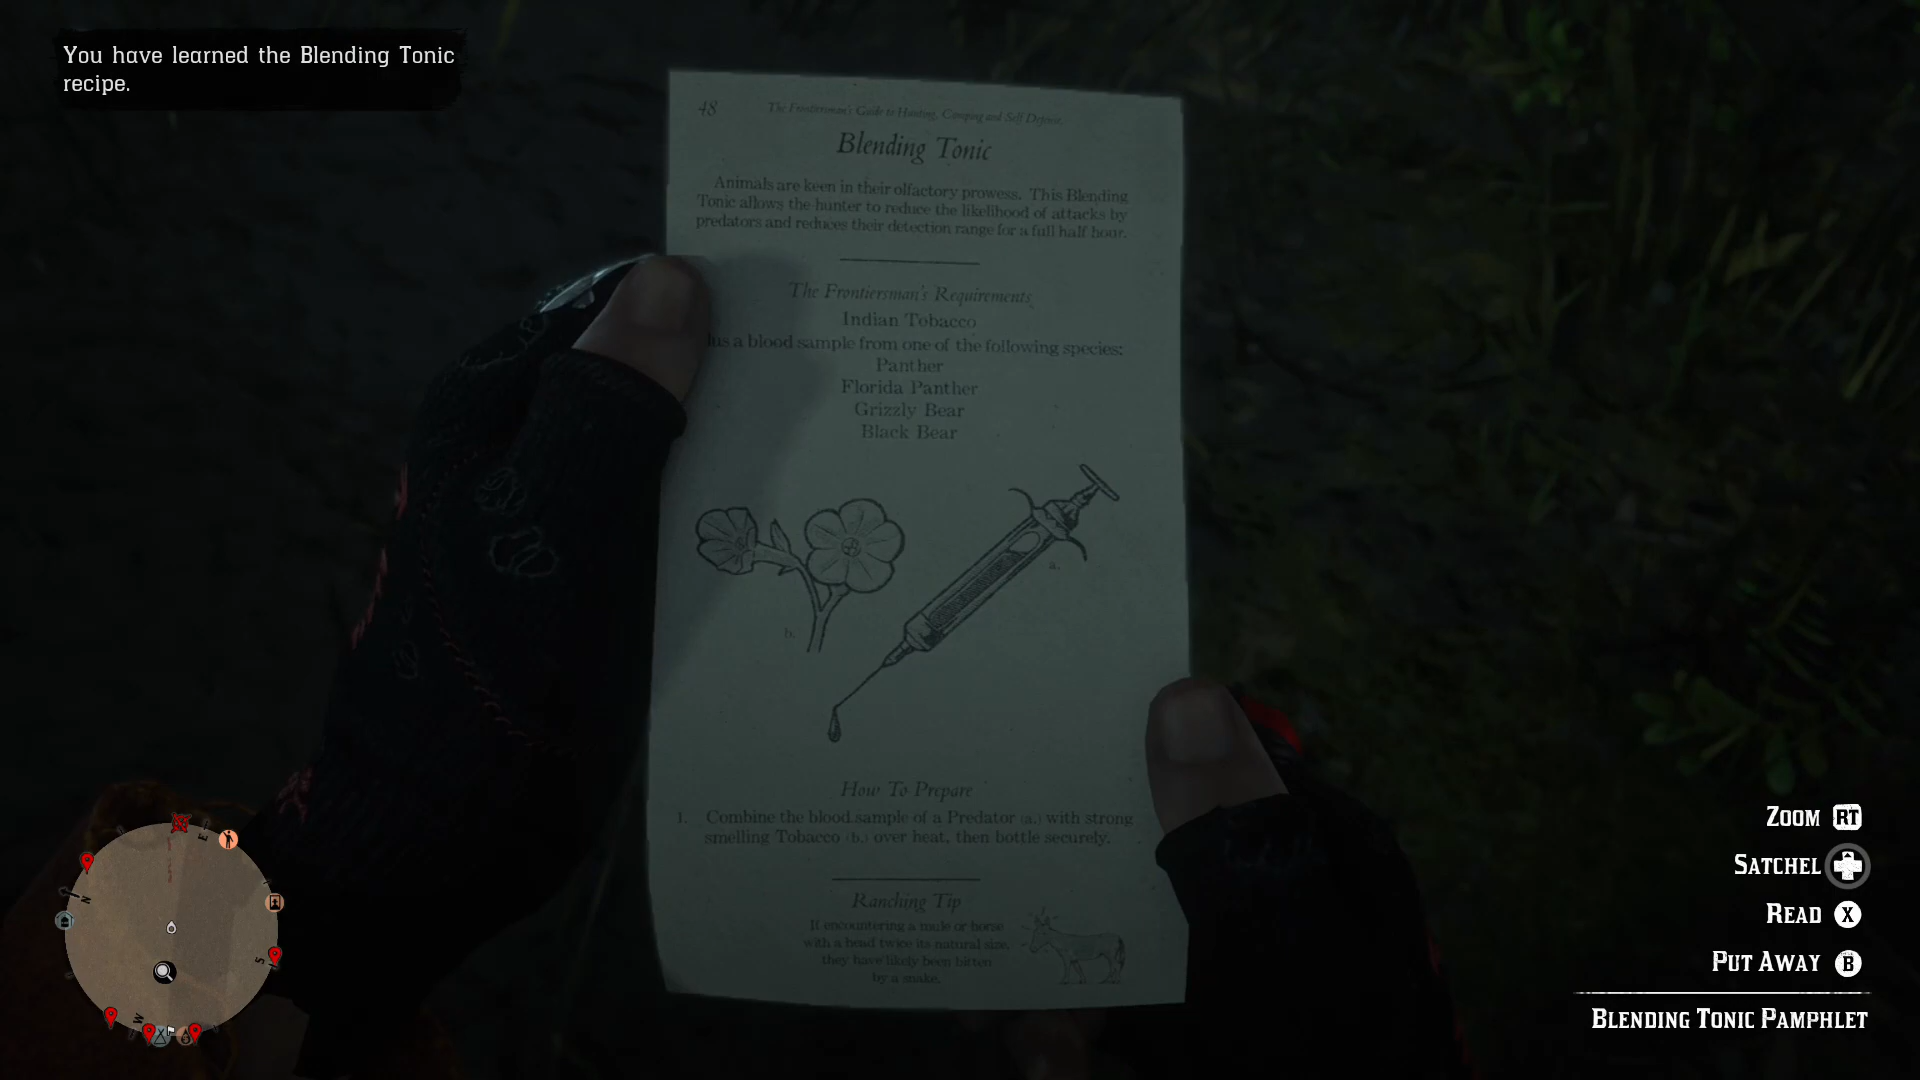 You have learned the Blending Tonic
recipe.
48
The Frontiersman's Guide to Hunting, Camping and Self Defense.
Blending Tonic
Animals are keen in their olfactory prowess. This Blending
Tonic allows the hunter to reduce the likelihood of attacks by
predators and reduces their detection range for a full half hour.
The Frontiersman's Requirements
Indian Tobacco
lus a blood sample from one of the following species:
Panther
Florida Panther
Grizzly Bear
Black Bear
a.
b.
How To Prepare
1. Combine the blood sample of a Predator (a.) with strong
smelling Tobacco (b.) over heat, then bottle securely.
Ranching Tip
If encountering a mule or horse
with a head twice its natural size,
they have likely been bitten
by a snake.
E
N
S
W
ZOOM RT
SATCHEL
READ X
PUT AWAY B
BLENDING TONIC PAMPHLET